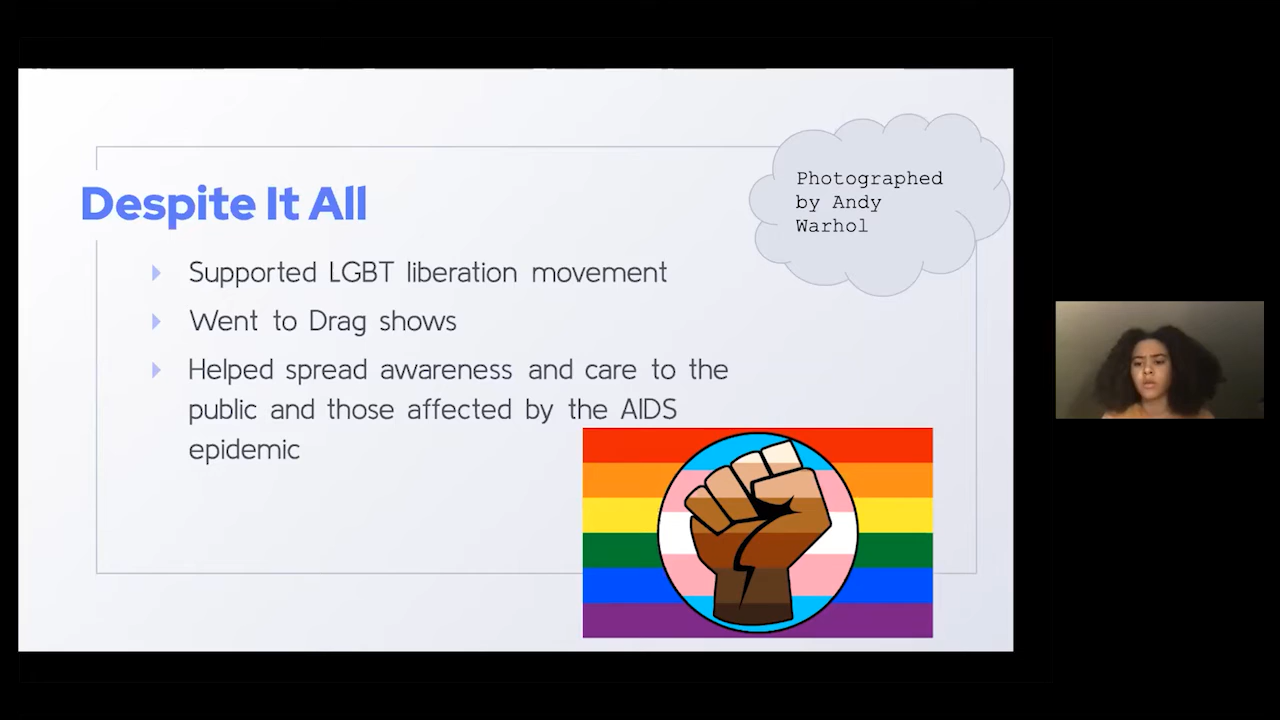 Despite It All
Supported LGBT liberation movement
Went to Drag shows
Helped spread awareness and care to the
public and those affected by the AIDS
epidemic
Photographed
by Andy
Warhol